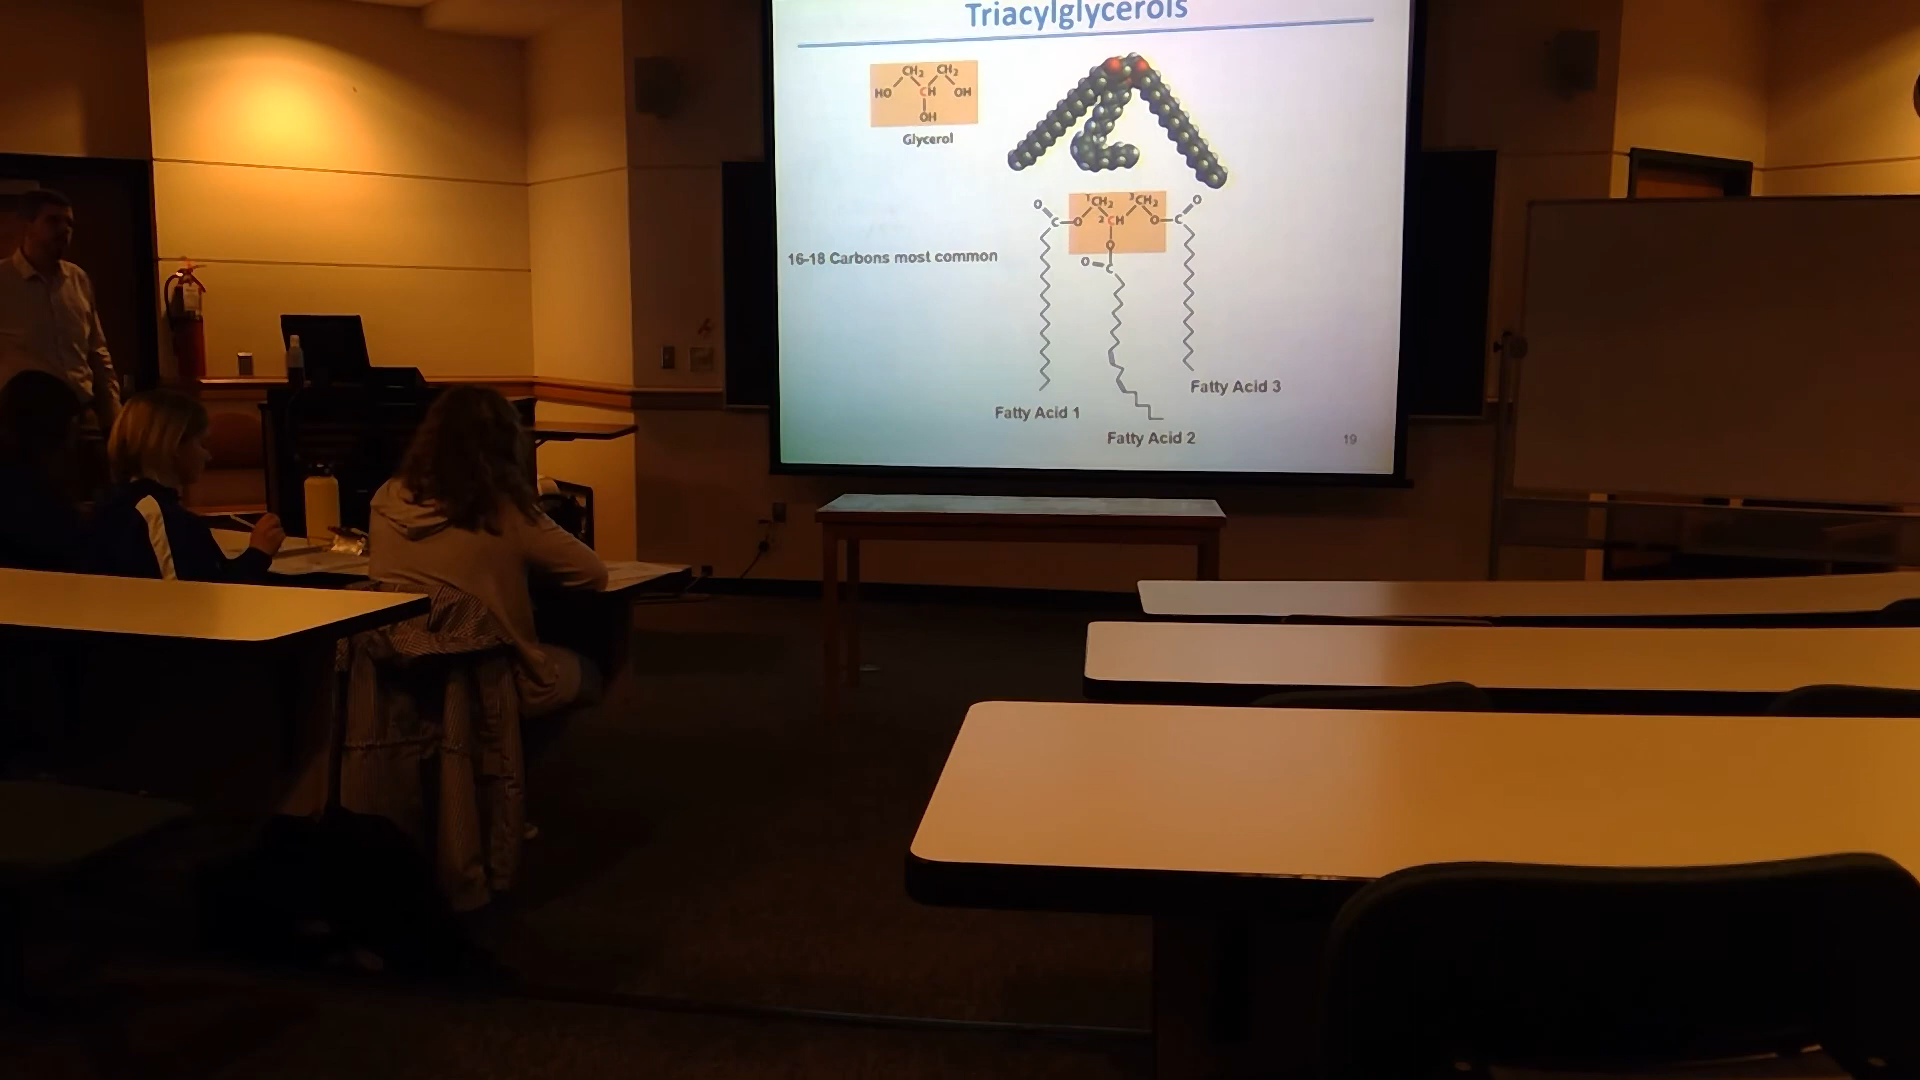 Triacylglycerols
CH2 CH2
HO CH OH
OH
Glycerol
O 1CH2 3CH2 O
C O 2CH O C
O
O C
16-18 Carbons most common
Fatty Acid 3
Fatty Acid 1
Fatty Acid 2
19